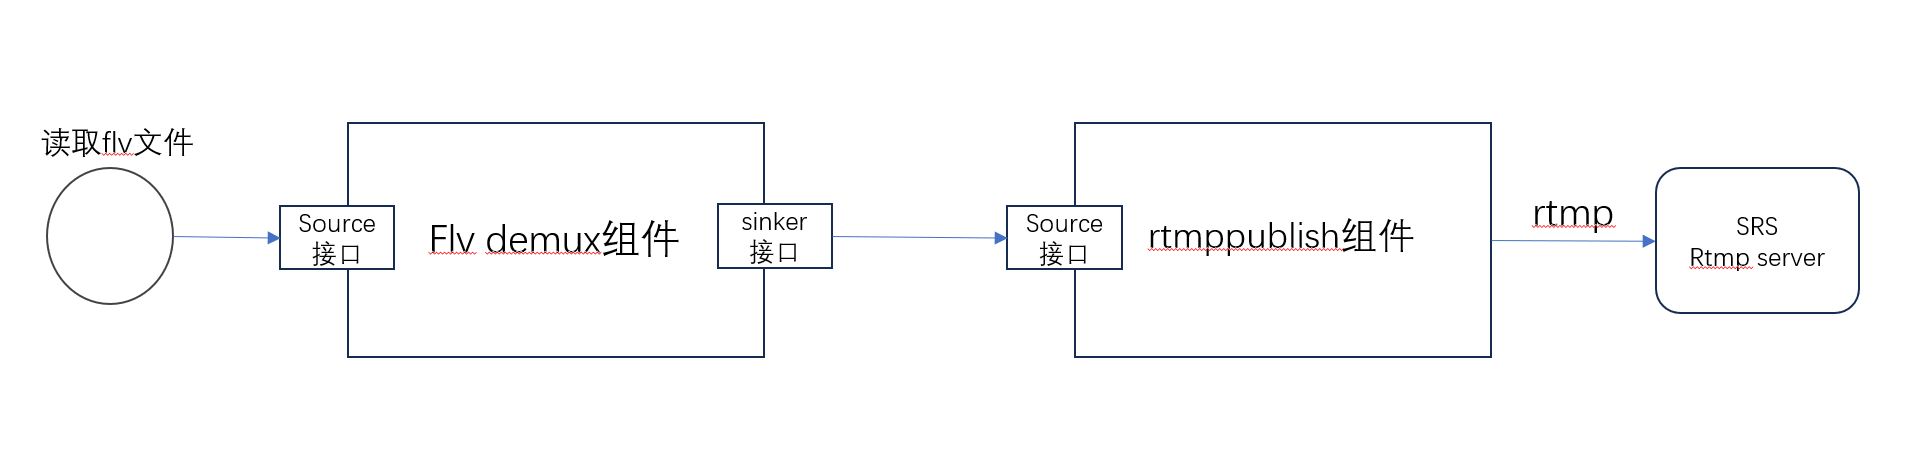 读取flv文件
Source
接口
Flv demux组件
sinker
接口
Source
接口
rtmppublish组件
rtmp
SRS
Rtmp server